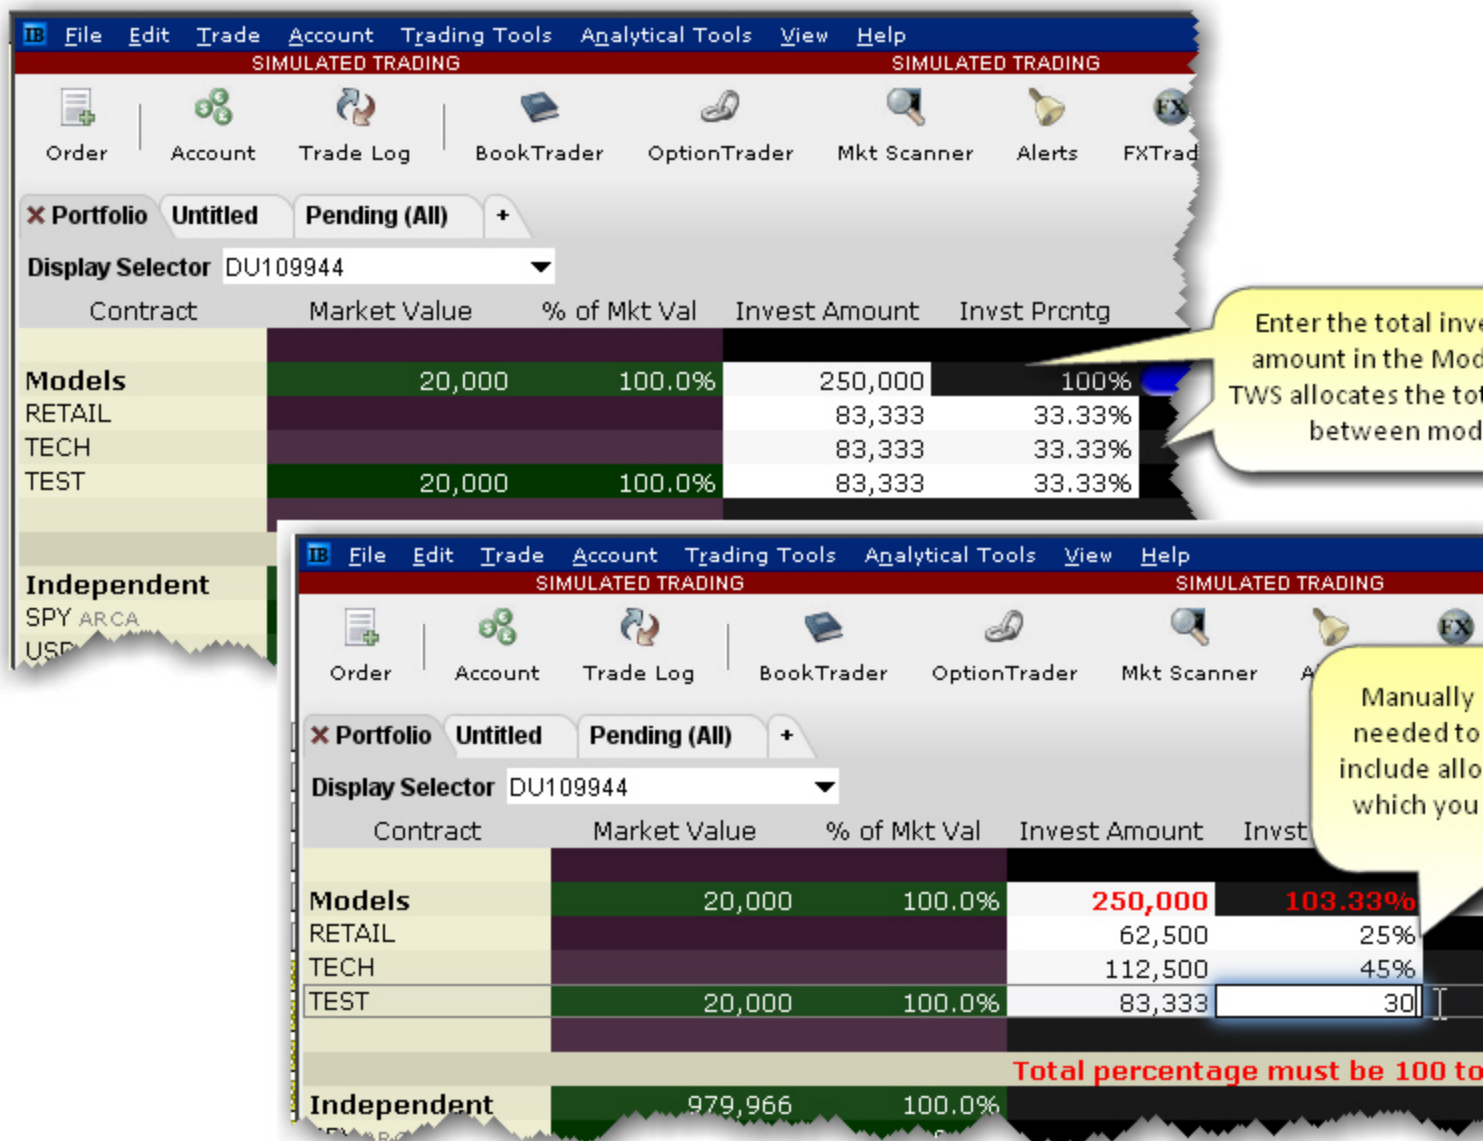 IB File Edit Trade Account Trading Tools Analytical Tools View Help
SIMULATED TRADING SIMULATED TRADING
Order Account Trade Log BookTrader OptionTrader Mkt Scanner Alerts FXTrad
Portfolio Untitled Pending (All) +
Display Selector DU109944
Contract Market Value % of Mkt Val Invest Amount Invst Prcntg
Models 20,000 100.0% 250,000 100%
RETAIL 83,333 33.33%
TECH 83,333 33.33%
TEST 20,000 100.0% 83,333 33.33%
Independent
SPY ARCA
Enter the total inve
amount in the Mod
TWS allocates the tot
between mod
IB File Edit Trade Account Trading Tools Analytical Tools View Help
SIMULATED TRADING SIMULATED TRADING
FX
Order Account Trade Log BookTrader OptionTrader Mkt Scanner A
Portfolio Untitled Pending (All) +
Display Selector DU109944
Contract Market Value % of Mkt Val Invest Amount Invst
Models 20,000 100.0% 250,000 103.33%
RETAIL 62,500 25%
TECH 112,500 45%
TEST 20,000 100.0% 83,333 30
Total percentage must be 100 to
Independent 979,966 100.0%
Manually
needed to
include allo
which you